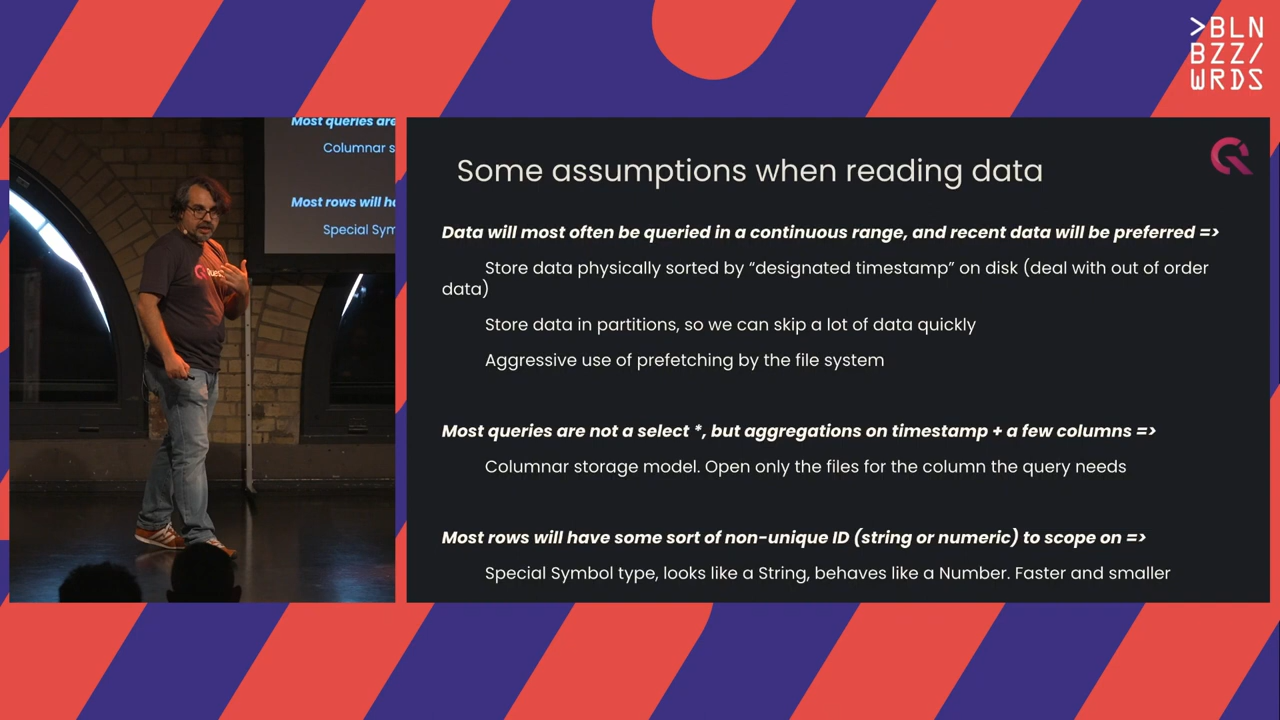 >BLN
BZZ/
WRDS
Most queries are
Columnar s
Most rows will ha
Special Sym
Some assumptions when reading data
Data will most often be queried in a continuous range, and recent data will be preferred =>
Store data physically sorted by “designated timestamp” on disk (deal with out of order
data)
Store data in partitions, so we can skip a lot of data quickly
Aggressive use of prefetching by the file system
Most queries are not a select *, but aggregations on timestamp + a few columns =>
Columnar storage model. Open only the files for the column the query needs
Most rows will have some sort of non-unique ID (string or numeric) to scope on =>
Special Symbol type, looks like a String, behaves like a Number. Faster and smaller